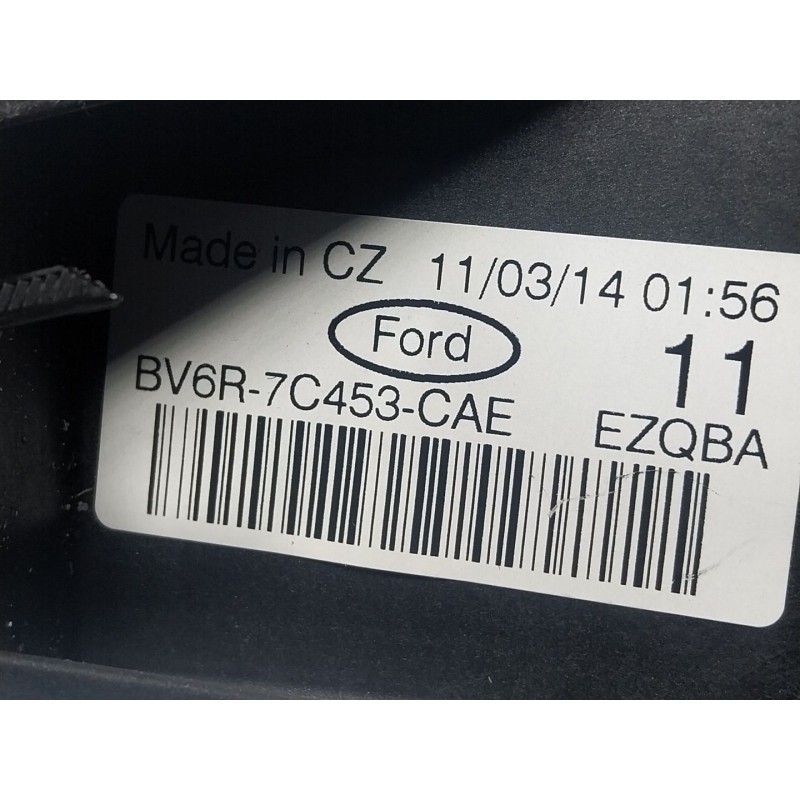 Made in CZ 11/03/14 01:56
Ford 11
BV6R-7C453-CAE EZQBA